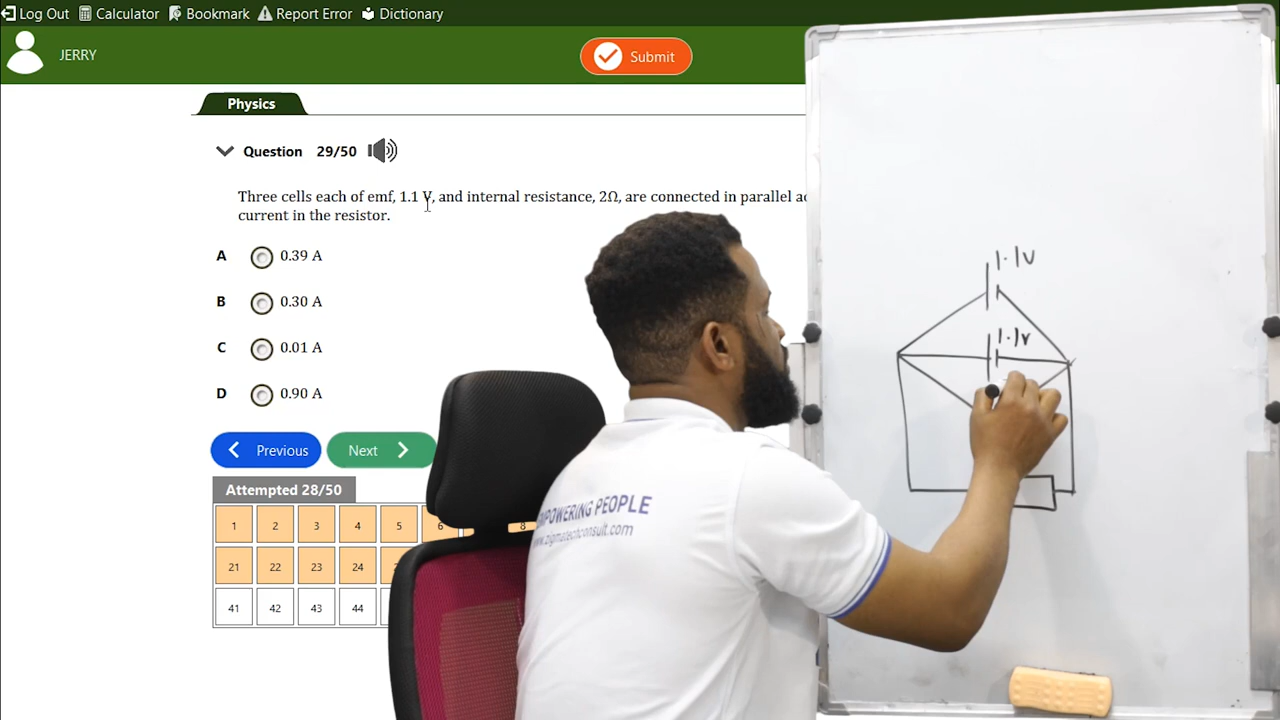 Log Out Calculator Bookmark Report Error Dictionary
JERRY
Submit
Physics
Question 29/50
Three cells each of emf, 1.1 V, and internal resistance, 2Ω, are connected in parallel
current in the resistor.
A 0.39 A
B 0.30 A
C 0.01 A
D 0.90 A
Previous Next
Attempted 28/50
1 2 3 4 5 6 8
21 22 23 24
41 42 43 44
1.1V
1.1V
EMPOWERING PEOPLE